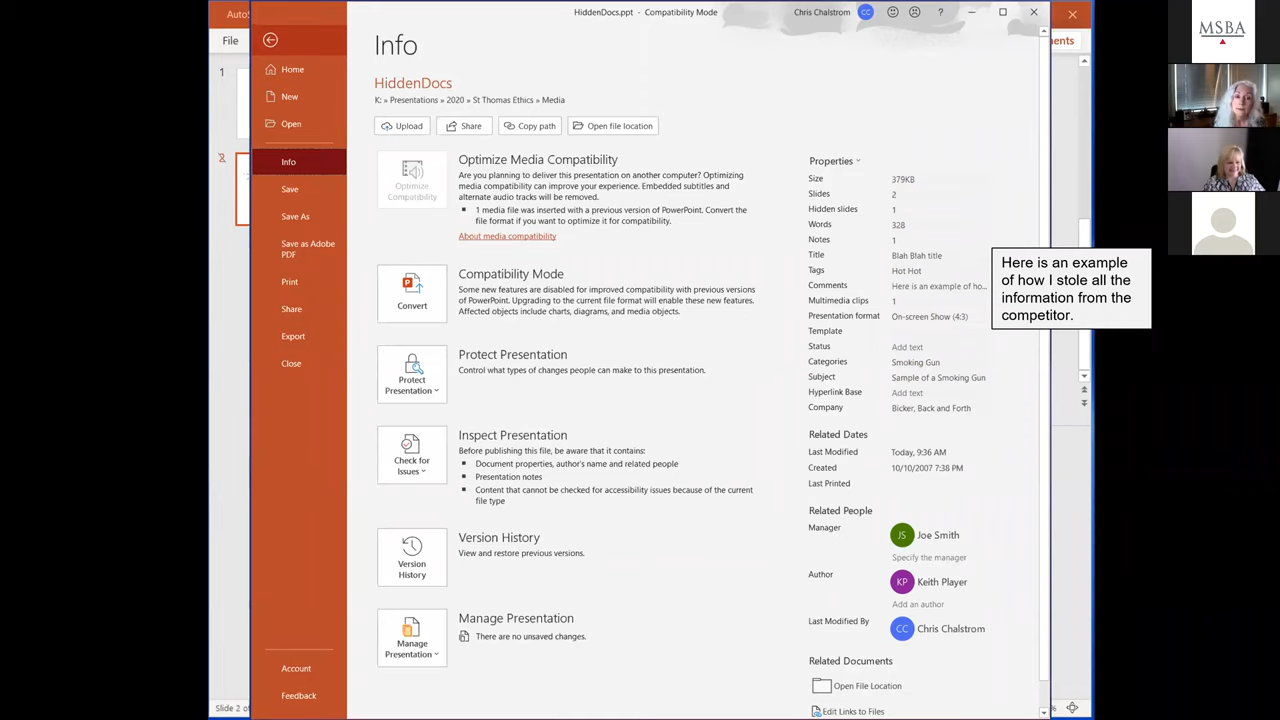 AutoS
HiddenDocs.ppt - Compatibility Mode
Chris Chalstrom
CC
?
File
ents
Info
Home
New
Open
Info
Save
Save As
Save as Adobe
PDF
Print
Share
Export
Close
Account
Feedback
1
2
Slide 2 of
HiddenDocs
K: » Presentations » 2020 » St Thomas Ethics » Media
Upload
Share
Copy path
Open file location
Optimize
Compatibility
Optimize Media Compatibility
Are you planning to deliver this presentation on another computer? Optimizing
media compatibility can improve your experience. Embedded subtitles and
alternate audio tracks will be removed.
1 media file was inserted with a previous version of PowerPoint. Convert the
file format if you want to optimize it for compatibility.
About media compatibility
Convert
Compatibility Mode
Some new features are disabled for improved compatibility with previous versions
of PowerPoint. Upgrading to the current file format will enable these new features.
Affected objects include charts, diagrams, and media objects.
Protect
Presentation
Protect Presentation
Control what types of changes people can make to this presentation.
Check for
Issues
Inspect Presentation
Before publishing this file, be aware that it contains:
Document properties, author's name and related people
Presentation notes
Content that cannot be checked for accessibility issues because of the current
file type
Version
History
Version History
View and restore previous versions.
Manage
Presentation
Manage Presentation
There are no unsaved changes.
Properties
Size 379KB
Slides 2
Hidden slides 1
Words 328
Notes 1
Title Blah Blah title
Tags Hot Hot
Comments Here is an example of ho...
Multimedia clips 1
Presentation format On-screen Show (4:3)
Template
Status Add text
Categories Smoking Gun
Subject Sample of a Smoking Gun
Hyperlink Base Add text
Company Bicker, Back and Forth
Related Dates
Last Modified Today, 9:36 AM
Created 10/10/2007 7:38 PM
Last Printed
Related People
Manager JS Joe Smith
Specify the manager
Author KP Keith Player
Add an author
Last Modified By CC Chris Chalstrom
Related Documents
Open File Location
Edit Links to Files
Here is an example
of how I stole all the
information from the
competitor.
%
MSBA